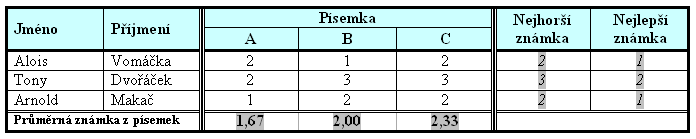 Jméno Příjmení Písemka Nejhorší známka Nejlepší známka
A B C
Alois Vomáčka 2 1 2 2 1
Tony Dvořáček 2 3 3 3 2
Arnold Makač 1 2 2 2 1
Průměrná známka z písemek 1,67 2,00 2,33